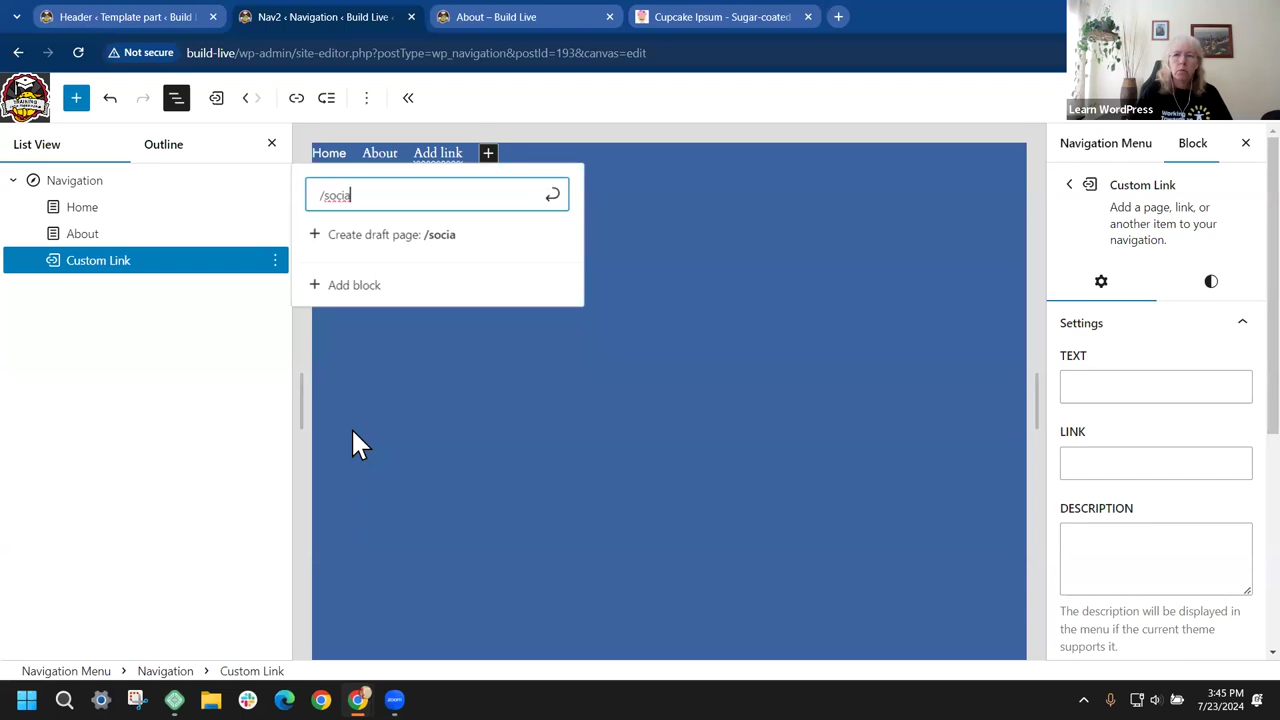 Header ‹ Template part ‹ Build l
Nav2 ‹ Navigation ‹ Build Live ‹
About – Build Live
Cupcake Ipsum - Sugar-coated
Not secure
build-live/wp-admin/site-editor.php?postType=wp_navigation&postId=193&canvas=edit
Learn WordPress
List View
Outline
Navigation
Home
About
Custom Link
Home
About
Add link
/socia
Create draft page: /socia
Add block
Navigation Menu
Block
Custom Link
Add a page, link, or
another item to your
navigation.
Settings
TEXT
LINK
DESCRIPTION
The description will be displayed in
the menu if the current theme
supports it.
Navigation Menu
Navigation
Custom Link
3:45 PM
7/23/2024